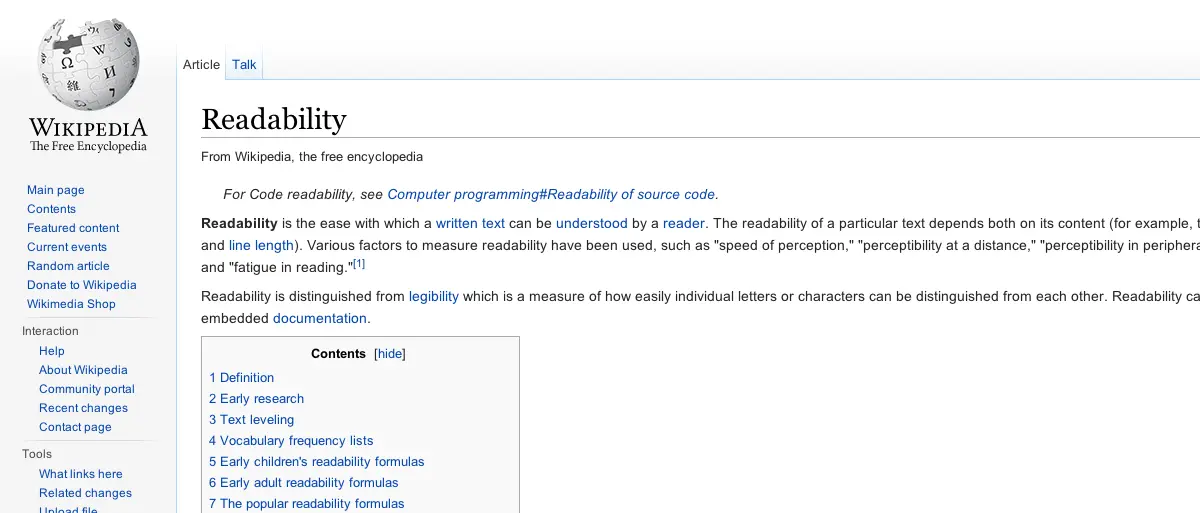 Ω W И 維 7
WIKIPEDIA
The Free Encyclopedia
Main page
Contents
Featured content
Current events
Random article
Donate to Wikipedia
Wikimedia Shop
Interaction
Help
About Wikipedia
Community portal
Recent changes
Contact page
Tools
What links here
Related changes
Upload file
Article Talk
Readability
From Wikipedia, the free encyclopedia
For Code readability, see Computer programming#Readability of source code.
Readability is the ease with which a written text can be understood by a reader. The readability of a particular text depends both on its content (for example, t
and line length). Various factors to measure readability have been used, such as "speed of perception," "perceptibility at a distance," "perceptibility in periphera
and "fatigue in reading."[1]
Readability is distinguished from legibility which is a measure of how easily individual letters or characters can be distinguished from each other. Readability ca
embedded documentation.
Contents [hide]
1 Definition
2 Early research
3 Text leveling
4 Vocabulary frequency lists
5 Early children's readability formulas
6 Early adult readability formulas
7 The popular readability formulas